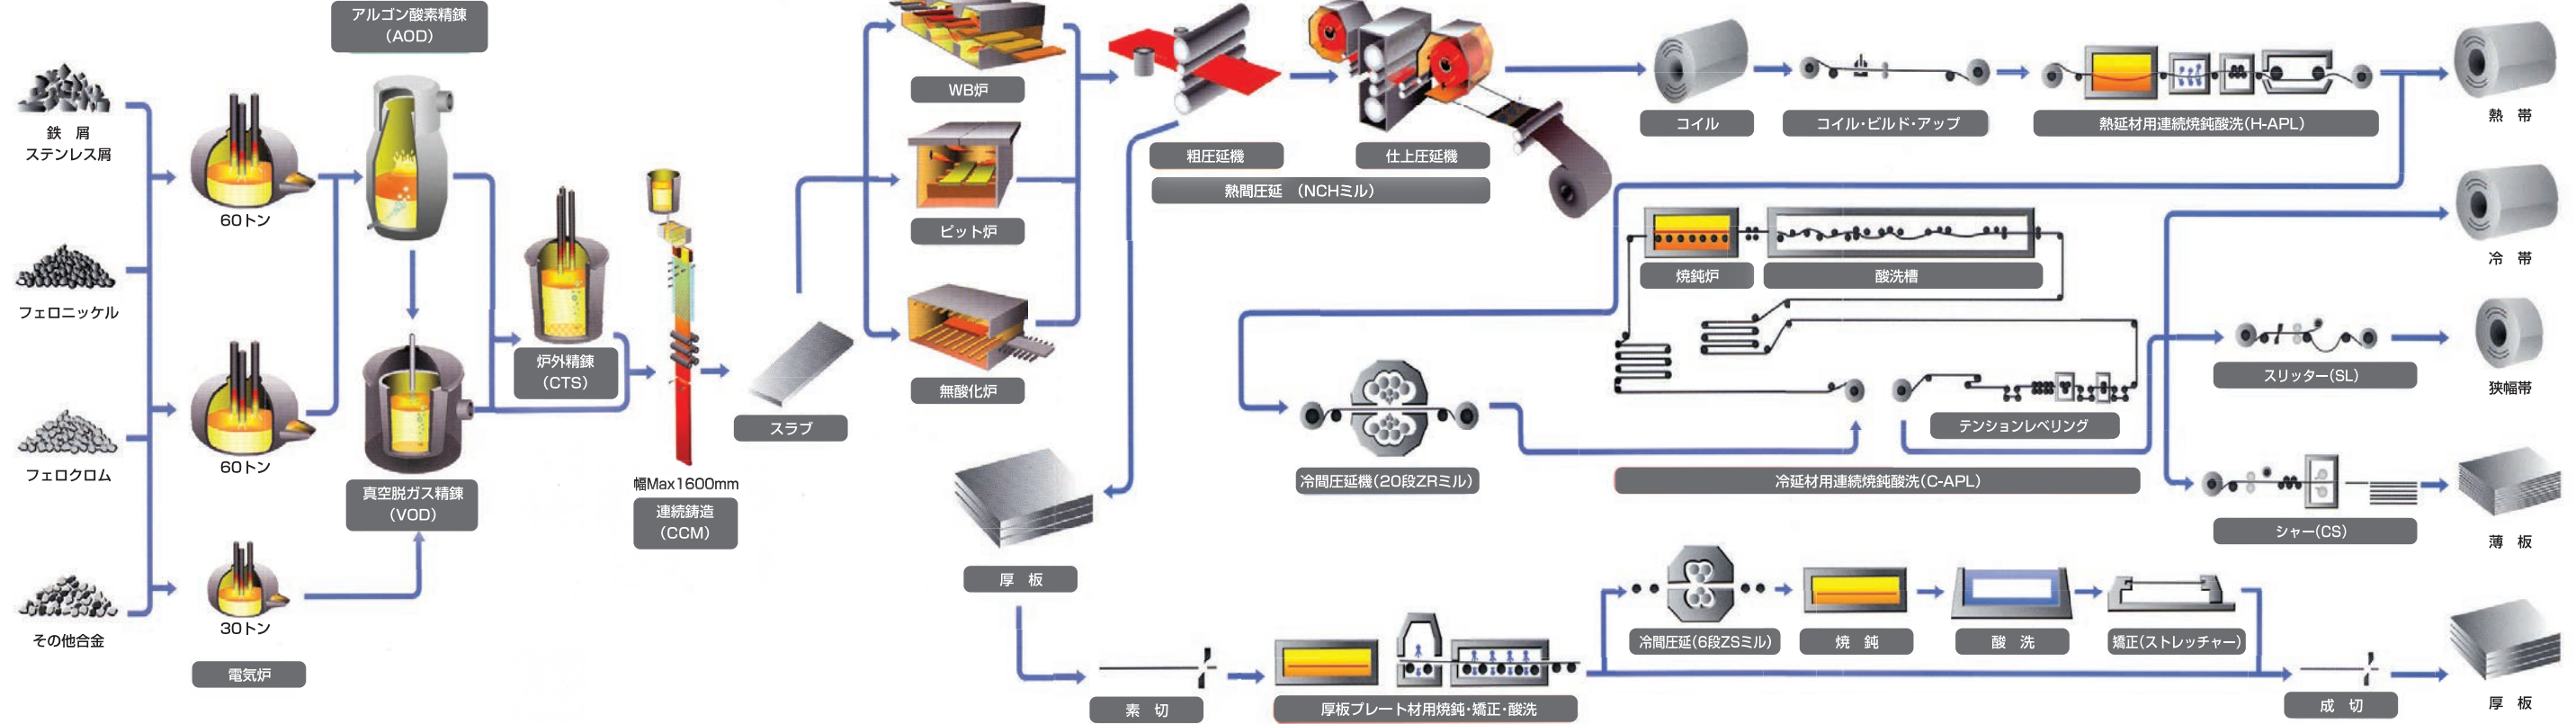 アルゴン酸素精錬
（AOD）
鉄　屑
ステンレス屑
フェロニッケル
フェロクロム
その他合金
60トン
60トン
30トン
電気炉
真空脱ガス精錬
（VOD）
炉外精錬
（CTS）
幅Max1600mm
連続鋳造
（CCM）
スラブ
WB炉
ピット炉
無酸化炉
粗圧延機
仕上圧延機
熱間圧延　（NCHミル）
コイル
コイル・ビルド・アップ
熱延材用連続焼鈍酸洗（H-APL）
熱　帯
冷　帯
焼鈍炉
酸洗槽
冷間圧延機（20段ZRミル）
テンションレベリング
冷延材用連続焼鈍酸洗（C-APL）
スリッター（SL）
狭幅帯
シャー（CS）
薄　板
厚　板
素　切
厚板プレート材用焼鈍・矯正・酸洗
冷間圧延（6段ZSミル）
焼　鈍
酸　洗
矯正（ストレッチャー）
成　切
厚　板